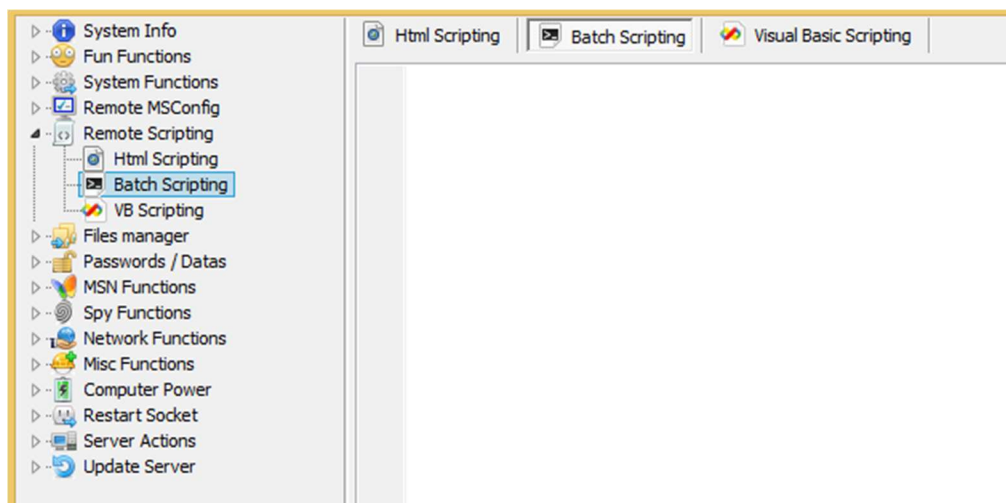 System Info
Fun Functions
System Functions
Remote MSConfig
Remote Scripting
Html Scripting
Batch Scripting
VB Scripting
Files manager
Passwords / Datas
MSN Functions
Spy Functions
Network Functions
Misc Functions
Computer Power
Restart Socket
Server Actions
Update Server
Html Scripting Batch Scripting Visual Basic Scripting